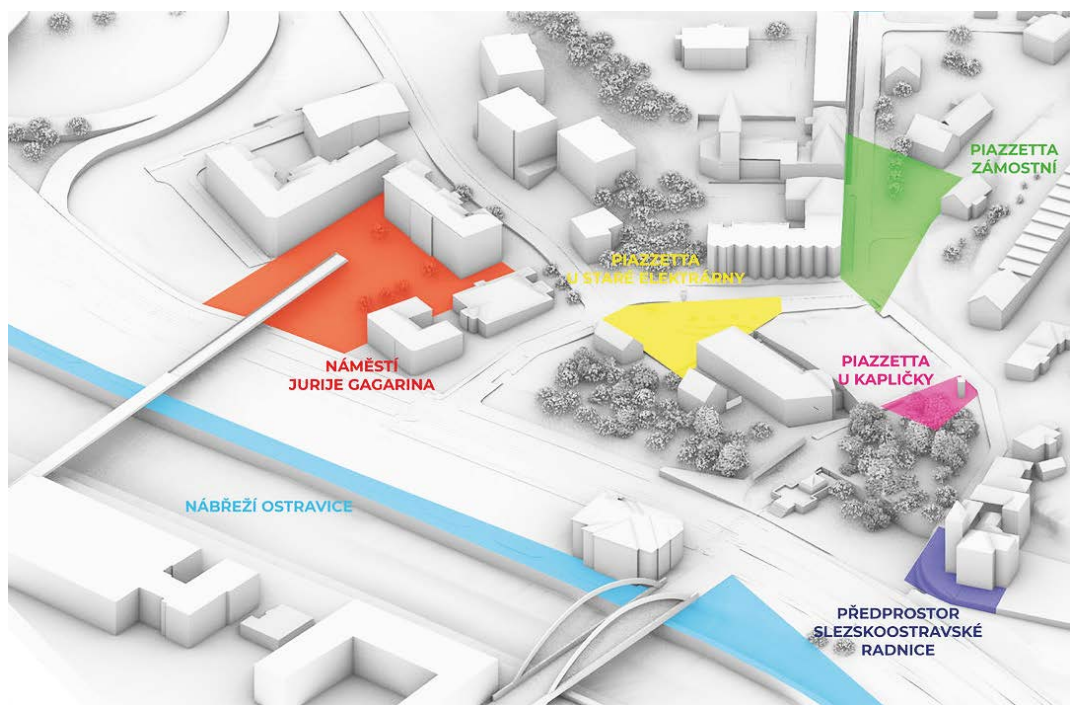 PIAZZETTA
ZÁMOSTNÍ
PIAZZETTA
U STARÉ ELEKTRÁRNY
NÁMĚSTÍ
JURIJE GAGARINA
PIAZZETTA
U KAPLIČKY
NÁBŘEŽÍ OSTRAVICE
PŘEDPROSTOR
SLEZSKOOSTRAVSKÉ
RADNICE